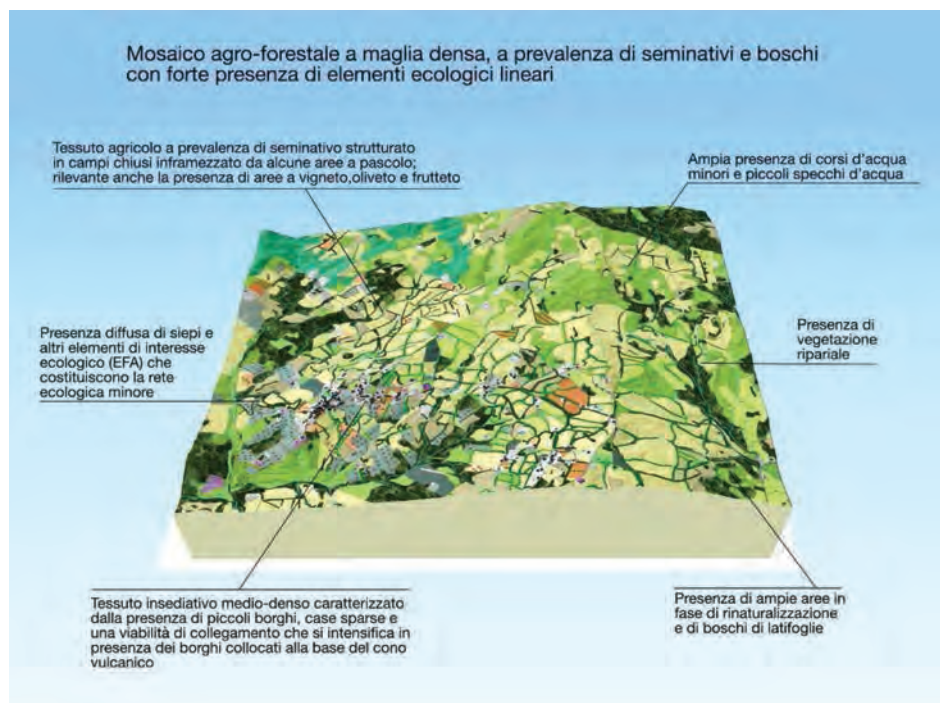 Mosaico agro-forestale a maglia densa, a prevalenza di seminativi e boschi
con forte presenza di elementi ecologici lineari
Tessuto agricolo a prevalenza di seminativo strutturato
in campi chiusi inframezzato da alcune aree a pascolo;
rilevante anche la presenza di aree a vigneto,oliveto e frutteto
Ampia presenza di corsi d'acqua
minori e piccoli specchi d'acqua
Presenza diffusa di siepi e
altri elementi di interesse
ecologico (EFA) che
costituiscono la rete
ecologica minore
Presenza di
vegetazione
ripariale
Tessuto insediativo medio-denso caratterizzato
dalla presenza di piccoli borghi, case sparse e
una viabilità di collegamento che si intensifica in
presenza dei borghi collocati alla base del cono
vulcanico
Presenza di ampie aree in
fase di rinaturalizzazione
e di boschi di latifoglie